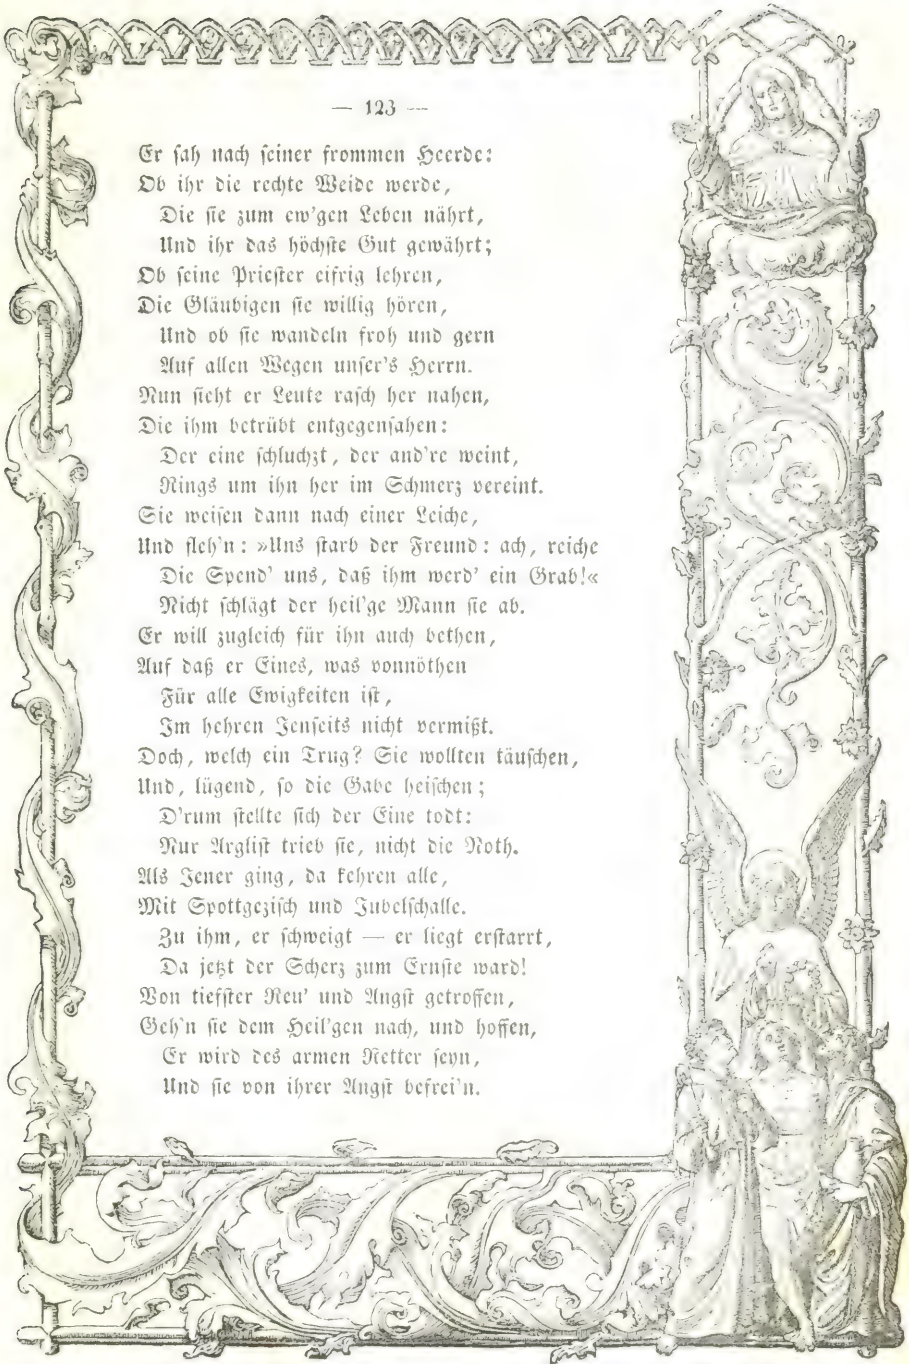 — 123 —
Er sah nach seiner frommen Heerde:
Ob ihr die rechte Weide werde,
Die sie zum ew'gen Leben nährt,
Und ihr das höchste Gut gewährt;
Ob seine Priester eifrig lehren,
Die Gläubigen sie willig hören,
Und ob sie wandeln froh und gern
Auf allen Wegen unser's Herrn.
Nun sieht er Leute rasch her nahen,
Die ihm betrübt entgegensahen:
Der eine schluchzt, der and're weint,
Rings um ihn her im Schmerz vereint.
Sie weisen dann nach einer Leiche,
Und fleh'n: »Uns starb der Freund: ach, reiche
Die Spend' uns, daß ihm werd' ein Grab!«
Nicht schlägt der heil'ge Mann sie ab.
Er will zugleich für ihn auch bethen,
Auf daß er Eines, was vonnöthen
Für alle Ewigkeiten ist,
Im hehren Jenseits nicht vermißt.
Doch, welch ein Trug? Sie wollten täuschen,
Und, lügend, so die Gabe heischen;
D'rum stellte sich der Eine todt:
Nur Arglist trieb sie, nicht die Noth.
Als Jener ging, da kehren alle,
Mit Spottgezisch und Jubelschalle.
Zu ihm, er schweigt — er liegt erstarrt,
Da jetzt der Scherz zum Ernste ward!
Von tiefster Reu' und Angst getroffen,
Geh'n sie dem Heil'gen nach, und hoffen,
Er wird des armen Retter seyn,
Und sie von ihrer Angst befrei'n.